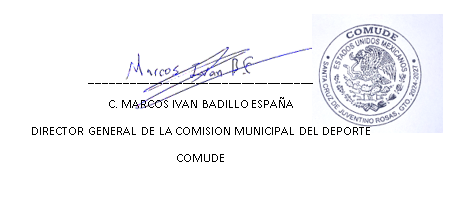 Marcos Ivan B.E
C. MARCOS IVAN BADILLO ESPAÑA
DIRECTOR GENERAL DE LA COMISION MUNICIPAL DEL DEPORTE
COMUDE
COMUDE
ESTADOS UNIDOS MEXICANOS
SANTA CRUZ DE JUVENTINO ROSAS, GTO. 2024-2027